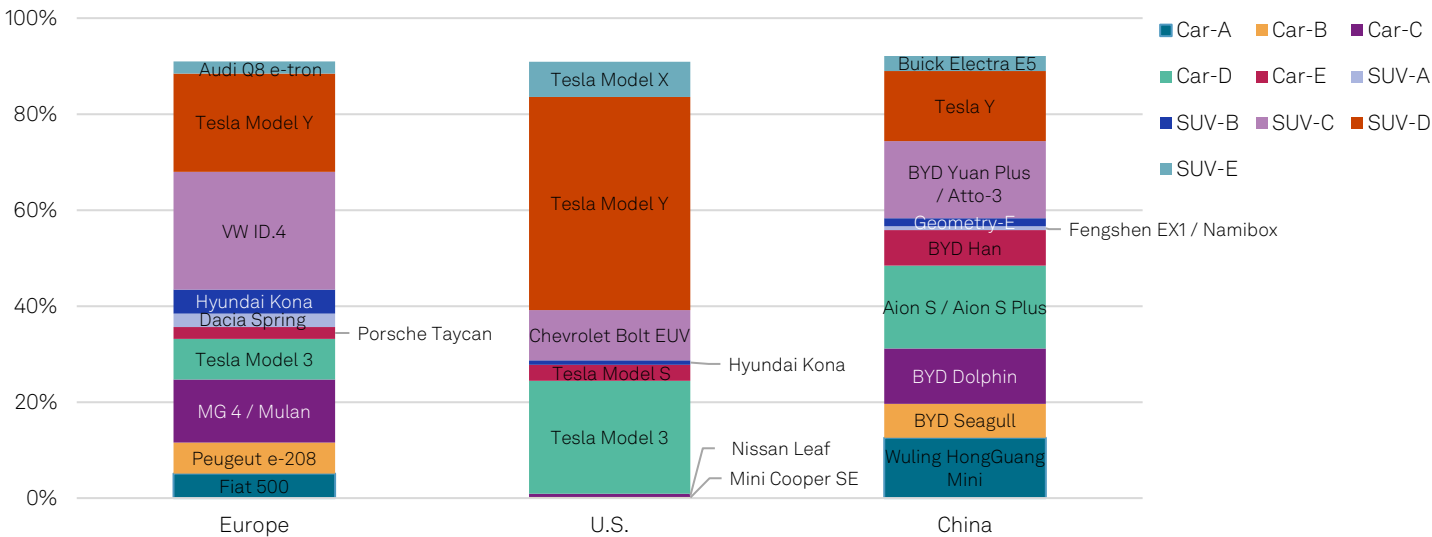 100%
80%
60%
40%
20%
0%
Audi Q8 e-tron
Tesla Model Y
VW ID.4
Hyundai Kona
Dacia Spring
Porsche Taycan
Tesla Model 3
MG 4 / Mulan
Peugeut e-208
Fiat 500
Europe
Tesla Model X
Tesla Model Y
Chevrolet Bolt EUV
Hyundai Kona
Tesla Model S
Tesla Model 3
Nissan Leaf
Mini Cooper SE
U.S.
Buick Electra E5
Tesla Y
BYD Yuan Plus
/ Atto-3
Geometry-E
Fengshen EX1 / Namibox
BYD Han
Aion S / Aion S Plus
BYD Dolphin
BYD Seagull
Wuling HongGuang
Mini
China
Car-A Car-B Car-C
Car-D Car-E SUV-A
SUV-B SUV-C SUV-D
SUV-E